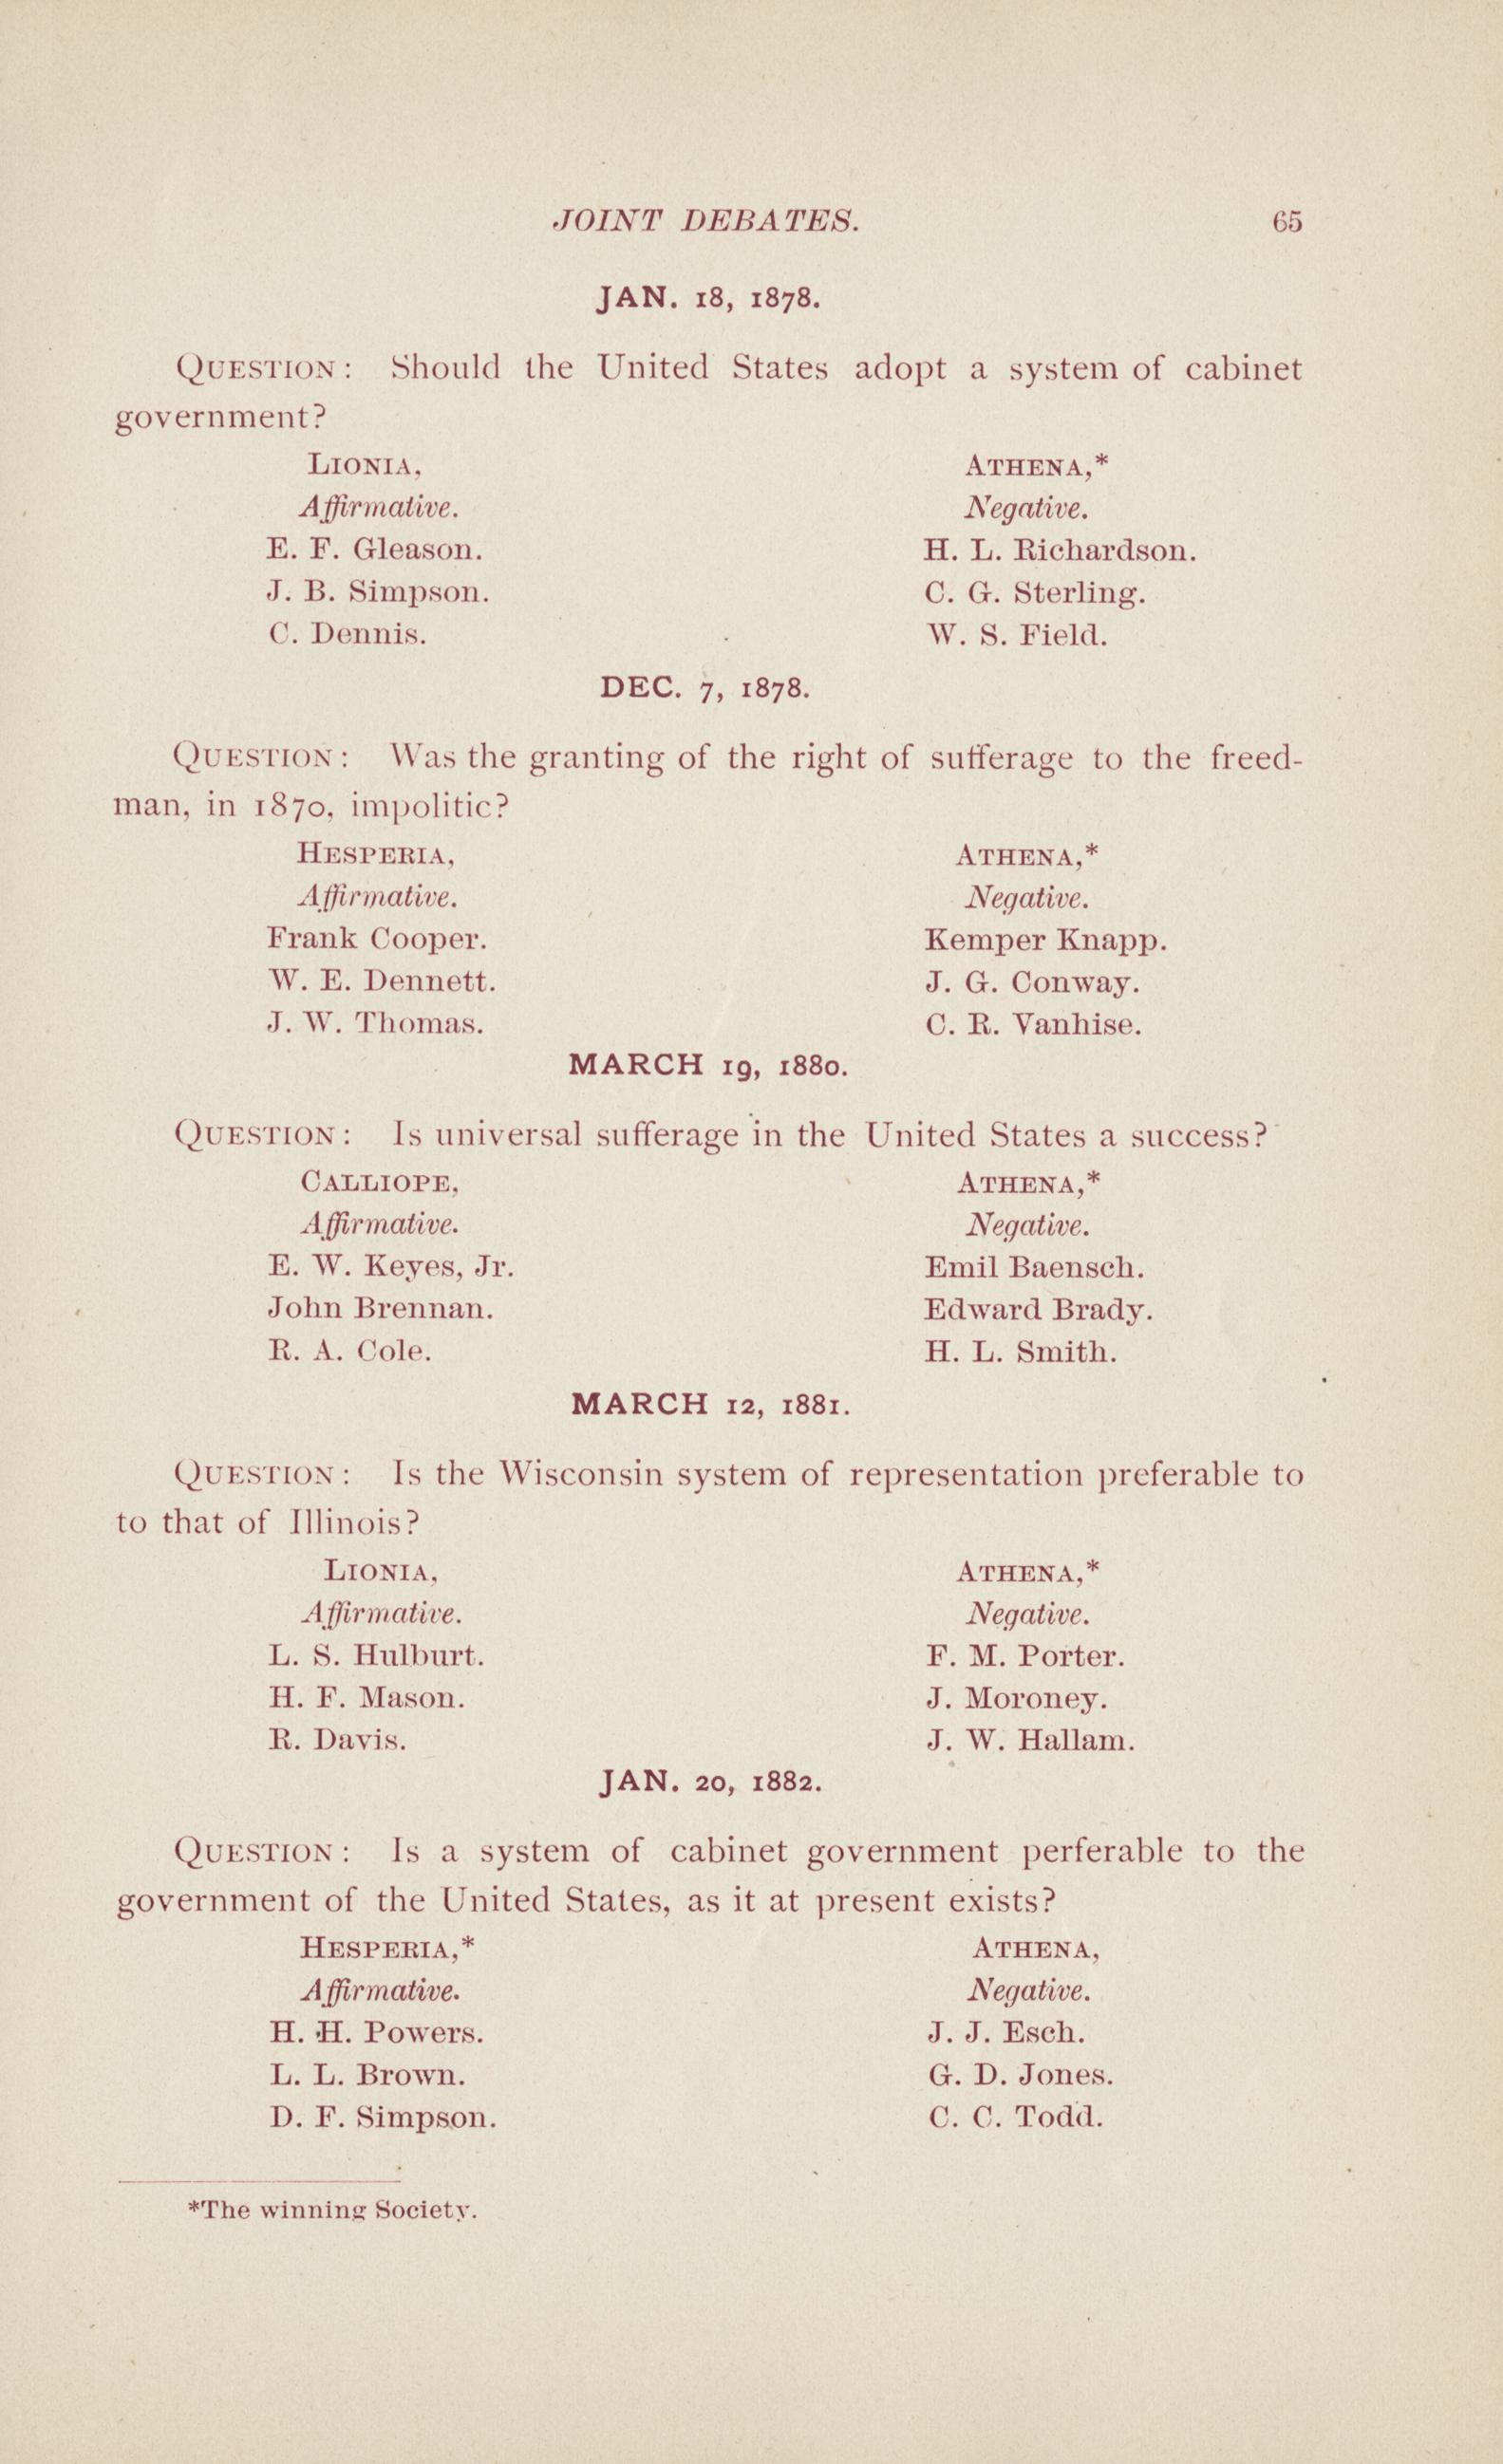 JOINT DEBATES. 65
JAN. 18, 1878.
QUESTION: Should the United States adopt a system of cabinet
government?
LIONIA, ATHENA,*
Affirmative. Negative.
E. F. Gleason. H. L. Richardson.
J. B. Simpson. C. G. Sterling.
C. Dennis. W. S. Field.
DEC. 7, 1878.
QUESTION: Was the granting of the right of sufferage to the freed-
man, in 1870, impolitic?
HESPERIA, ATHENA,*
Affirmative. Negative.
Frank Cooper. Kemper Knapp.
W. E. Dennett. J. G. Conway.
J. W. Thomas. C. R. Vanhise.
MARCH 19, 1880.
QUESTION: Is universal sufferage in the United States a success?
CALLIOPE, ATHENA,*
Affirmative. Negative.
E. W. Keyes, Jr. Emil Baensch.
John Brennan. Edward Brady.
R. A. Cole. H. L. Smith.
MARCH 12, 1881.
QUESTION: Is the Wisconsin system of representation preferable to
to that of Illinois?
LIONIA, ATHENA,*
Affirmative. Negative.
L. S. Hulburt. F. M. Porter.
H. F. Mason. J. Moroney.
R. Davis. J. W. Hallam.
JAN. 20, 1882.
QUESTION: Is a system of cabinet government perferable to the
government of the United States, as it at present exists?
HESPERIA,* ATHENA,
Affirmative. Negative.
H. H. Powers. J. J. Esch.
L. L. Brown. G. D. Jones.
D. F. Simpson. C. C. Todd.
*The winning Society.